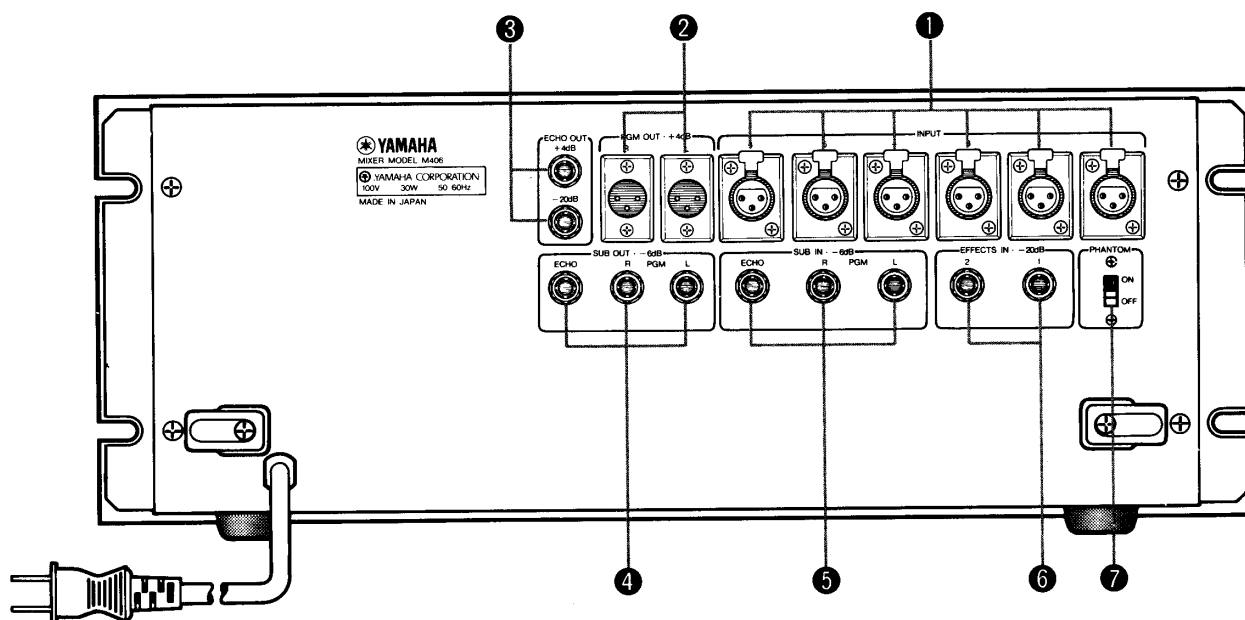 3 2 1
YAMAHA
MIXER MODEL M406
YAMAHA CORPORATION
100V 30W 50 60Hz
MADE IN JAPAN
ECHO OUT
+4dB
-20dB
PGM OUT · +4dB
R L
INPUT
SUB OUT · -6dB
ECHO R PGM L
SUB IN · -6dB
ECHO R PGM L
EFFECTS IN · -20dB
2 1
PHANTOM
ON
OFF
4 5 6 7